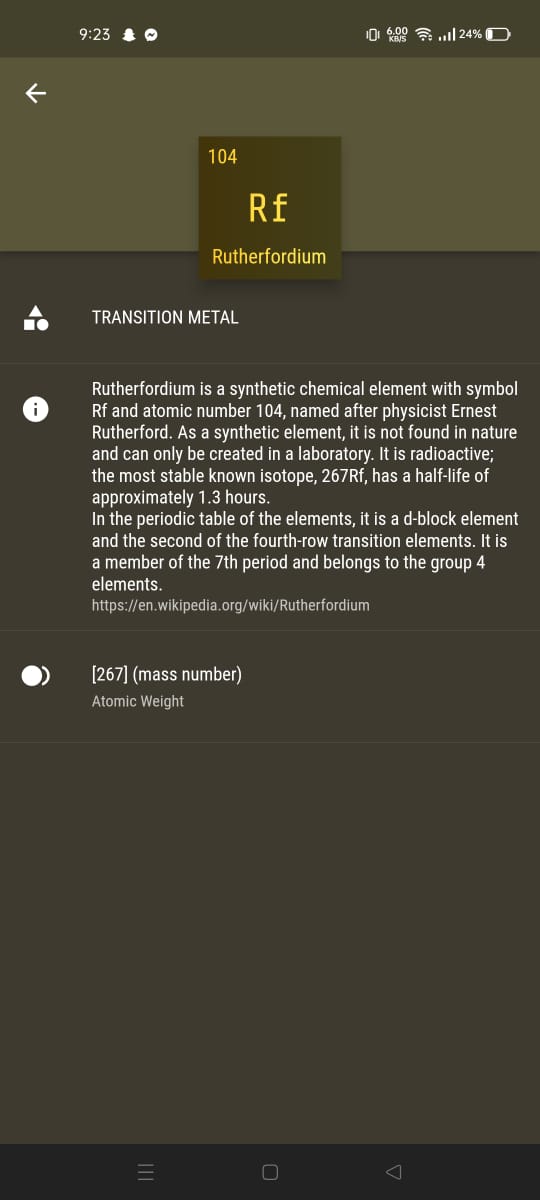 9:23
6.00
KB/S
24%
104
Rf
Rutherfordium
TRANSITION METAL
Rutherfordium is a synthetic chemical element with symbol
Rf and atomic number 104, named after physicist Ernest
Rutherford. As a synthetic element, it is not found in nature
and can only be created in a laboratory. It is radioactive;
the most stable known isotope, 267Rf, has a half-life of
approximately 1.3 hours.
In the periodic table of the elements, it is a d-block element
and the second of the fourth-row transition elements. It is
a member of the 7th period and belongs to the group 4
elements.
https://en.wikipedia.org/wiki/Rutherfordium
[267] (mass number)
Atomic Weight